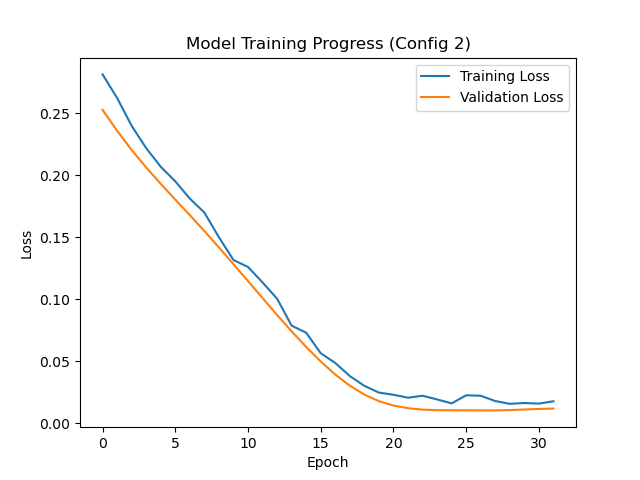 Model Training Progress (Config 2)
Training Loss
Validation Loss
Loss
0.25
0.20
0.15
0.10
0.05
0.00
0 5 10 15 20 25 30
Epoch